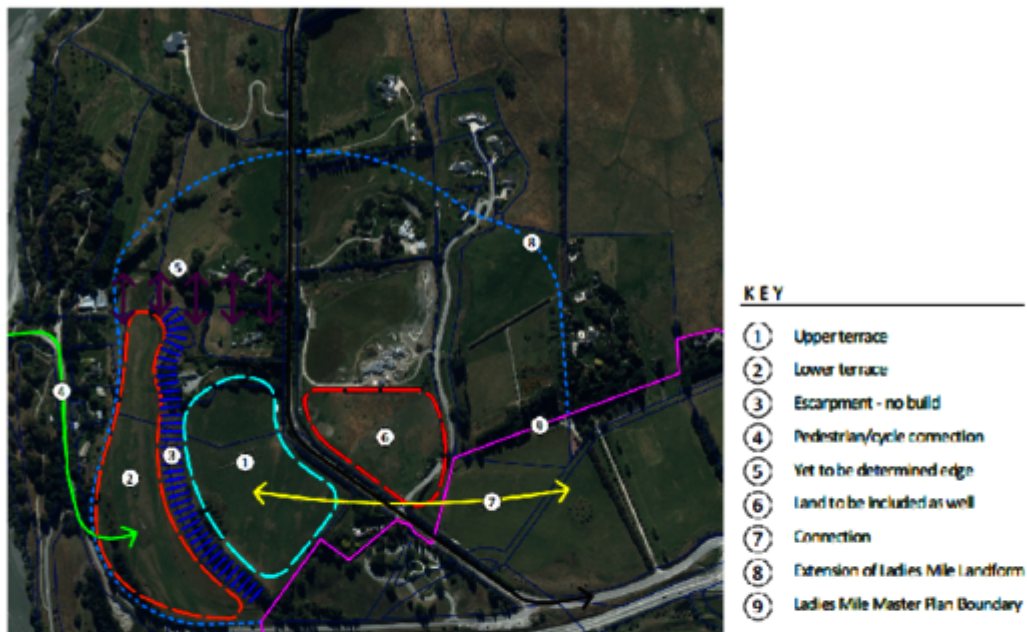 8
5
4
9
6
3
1
2
7
KEY
1 Upper terrace
2 Lower terrace
3 Escarpment - no build
4 Pedestrian/cycle connection
5 Yet to be determined edge
6 Land to be included as well
7 Connection
8 Extension of Ladies Mile Landform
9 Ladies Mile Master Plan Boundary